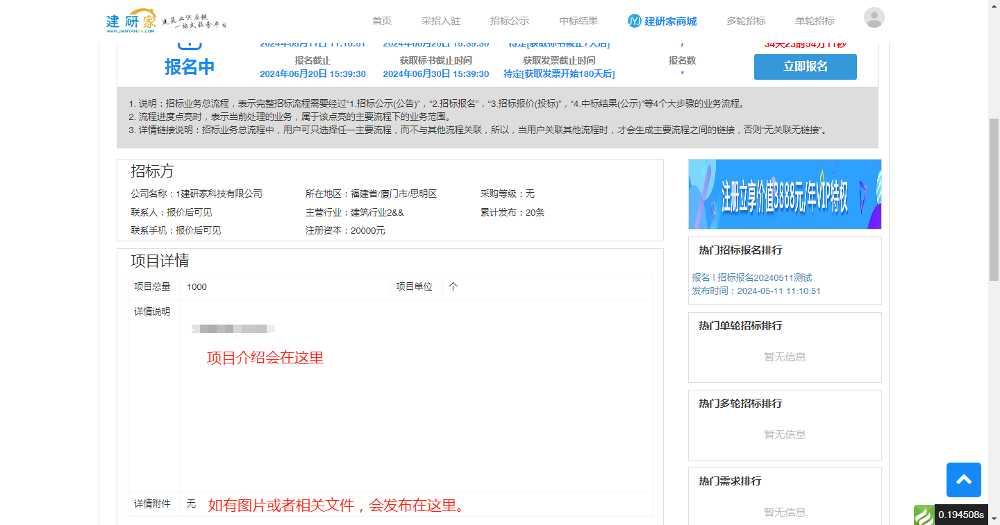 建研家 建筑业供应链
一站式服务平台
WWW.JIANYANJIA.COM
首页 采招入驻 招标公示 中标结果 JYJ 建研家商城 多轮招标 单轮招标
2024年05月11日 11:10:51 2024年06月25日 15:39:30 待定[获取标书截止7天后] 7 34天23时54分11秒
报名中 报名截止 获取标书截止时间 获取发票截止时间 报名数 立即报名
2024年06月20日 15:39:30 2024年06月30日 15:39:30 待定[获取发票开始180天后] *
1. 说明：招标业务总流程，表示完整招标流程需要经过“1.招标公示(公告)”，“2.招标报名”，“3.招标报价(投标)”，“4.中标结果(公示)”等4个大步骤的业务流程。
2. 流程进度点亮时，表示当前处理的业务，属于该点亮的主要流程下的业务范围。
3. 详情链接说明：招标业务总流程中，用户可只选择任一主要流程，而不与其他流程关联，所以，当用户关联其他流程时，才会生成主要流程之间的链接，否则“无关联无链接”。
招标方
公司名称：1建研家科技有限公司 所在地区：福建省/厦门市/思明区 采购等级：无
联系人：报价后可见 主营行业：建筑行业2&& 累计发布：20条
联系手机：报价后可见 注册资本：20000元
项目详情
项目总量 1000 项目单位 个
详情说明
项目介绍会在这里
详情附件 无 如有图片或者相关文件，会发布在这里。
注册立享价值3888元/年VIP特权
热门招标报名排行
报名 | 招标报名20240511测试
发布时间：2024-05-11 11:10:51
热门单轮招标排行
暂无信息
热门多轮招标排行
暂无信息
热门需求排行
暂无信息
0.194508s